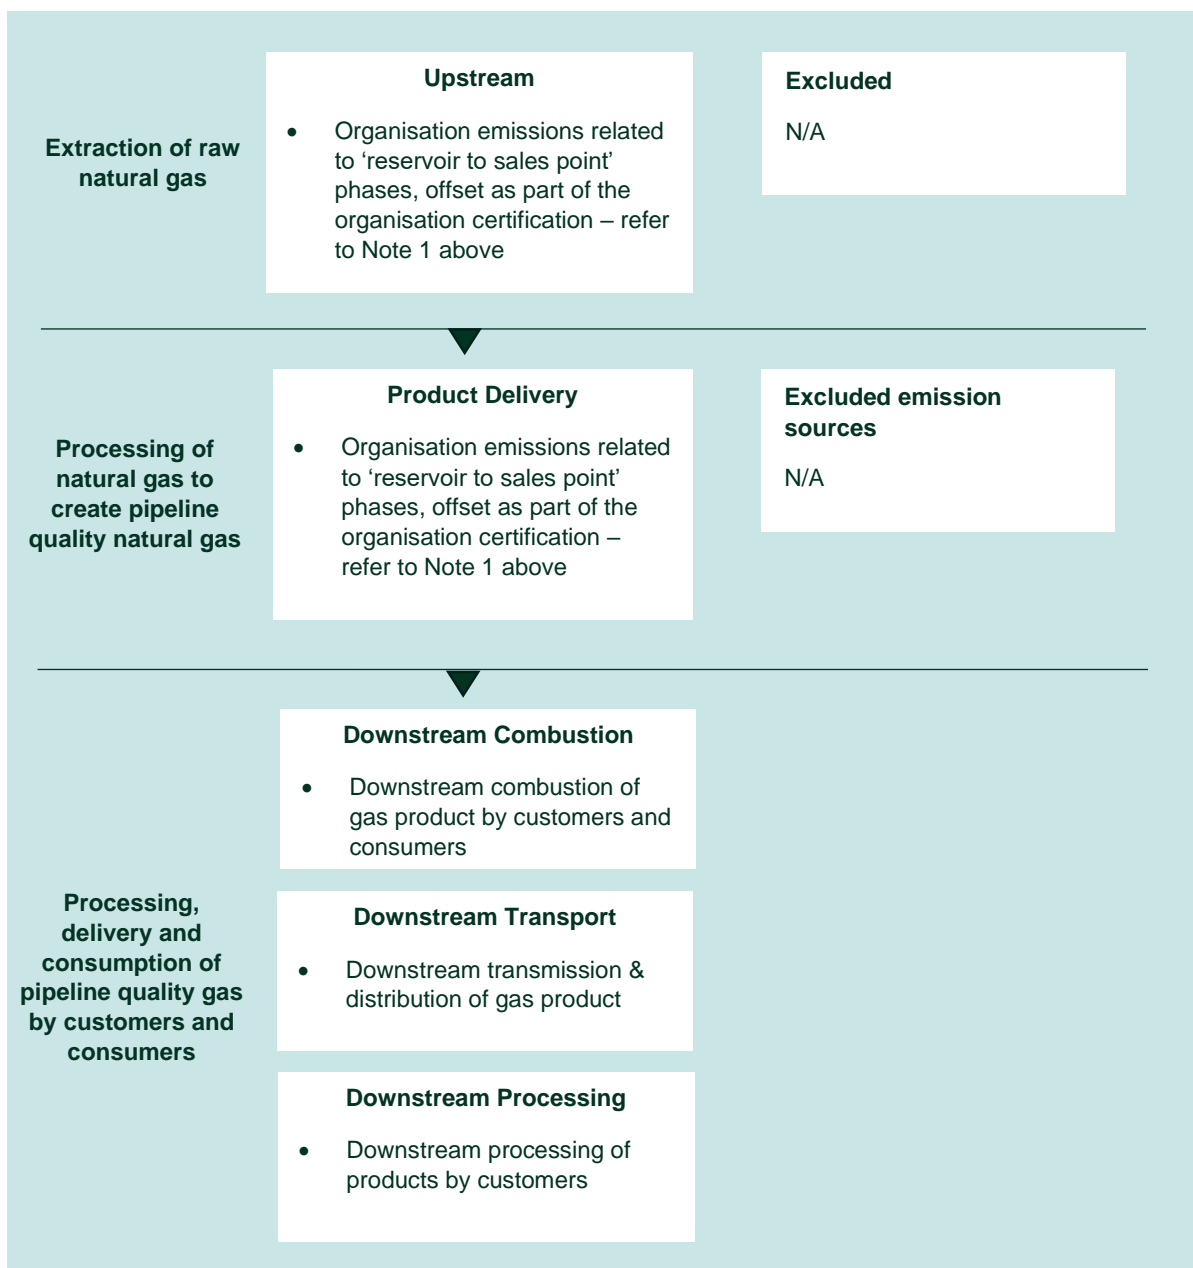 Extraction of raw
natural gas
Upstream
• Organisation emissions related
to ‘reservoir to sales point’
phases, offset as part of the
organisation certification – refer
to Note 1 above
Excluded
N/A
Processing of
natural gas to
create pipeline
quality natural gas
Product Delivery
• Organisation emissions related
to ‘reservoir to sales point’
phases, offset as part of the
organisation certification –
refer to Note 1 above
Excluded emission
sources
N/A
Processing,
delivery and
consumption of
pipeline quality gas
by customers and
consumers
Downstream Combustion
• Downstream combustion of
gas product by customers and
consumers
Downstream Transport
• Downstream transmission &
distribution of gas product
Downstream Processing
• Downstream processing of
products by customers